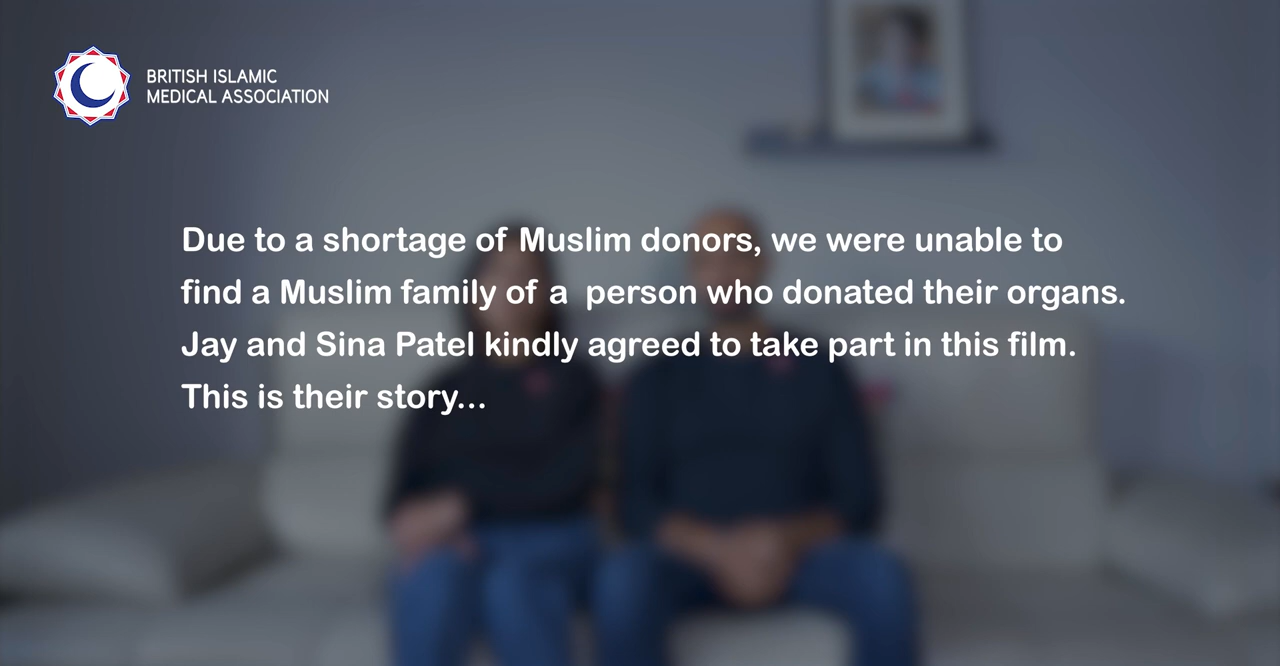 BRITISH ISLAMIC
MEDICAL ASSOCIATION
Due to a shortage of Muslim donors, we were unable to
find a Muslim family of a person who donated their organs.
Jay and Sina Patel kindly agreed to take part in this film.
This is their story...